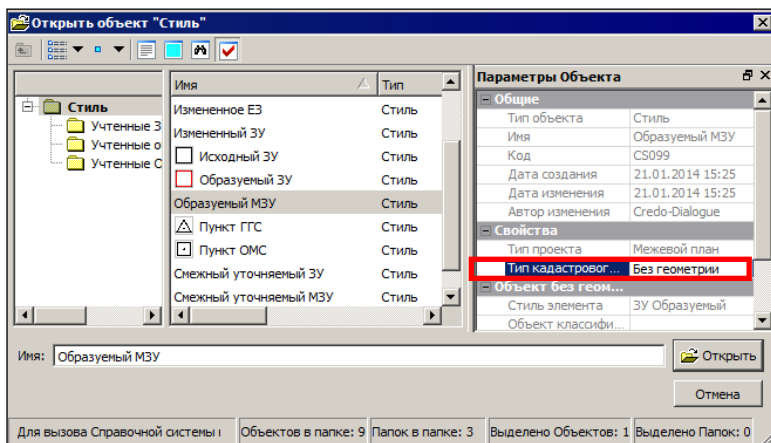 Открыть объект "Стиль"
Стиль
Учтенные З
Учтенные о
Учтенные О
Имя Тип
Измененное ЕЗ Стиль
Измененный ЗУ Стиль
Исходный ЗУ Стиль
Образуемый ЗУ Стиль
Образуемый МЗУ Стиль
Пункт ГГС Стиль
Пункт ОМС Стиль
Смежный уточняемый ЗУ Стиль
Смежный уточняемый МЗУ Стиль
Параметры Объекта
Общие
Тип объекта Стиль
Имя Образуемый МЗУ
Код CS099
Дата создания 21.01.2014 15:25
Дата изменения 21.01.2014 15:25
Автор изменения Credo-Dialogue
Свойства
Тип проекта Межевой план
Тип кадастровог... Без геометрии
Объект без геом...
Стиль элемента ЗУ Образуемый
Объект классифи...
Имя: Образуемый МЗУ
Открыть
Отмена
Для вызова Справочной системы Объектов в папке: 9 Папок в папке: 3 Выделено Объектов: 1 Выделено Папок: 0